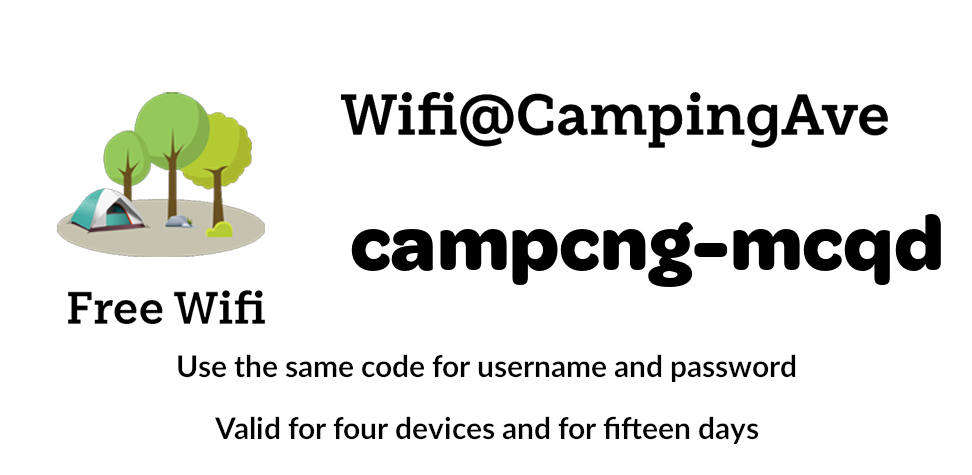 Wifi@CampingAve
campcng-mcqd
Free Wifi
Use the same code for username and password
Valid for four devices and for fifteen days